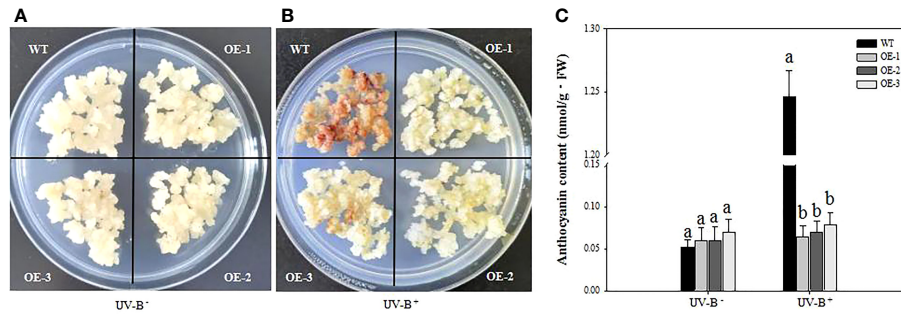 A
B
C
WT
OE-1
OE-3
OE-2
UV-B-
WT
OE-1
OE-3
OE-2
UV-B+
Anthocyanin content (nmol/g · FW)
1.30
1.25
1.20
0.15
0.10
0.05
0.00
WT
OE-1
OE-2
OE-3
a
a
a
a
a
b
b
b
UV-B-
UV-B+